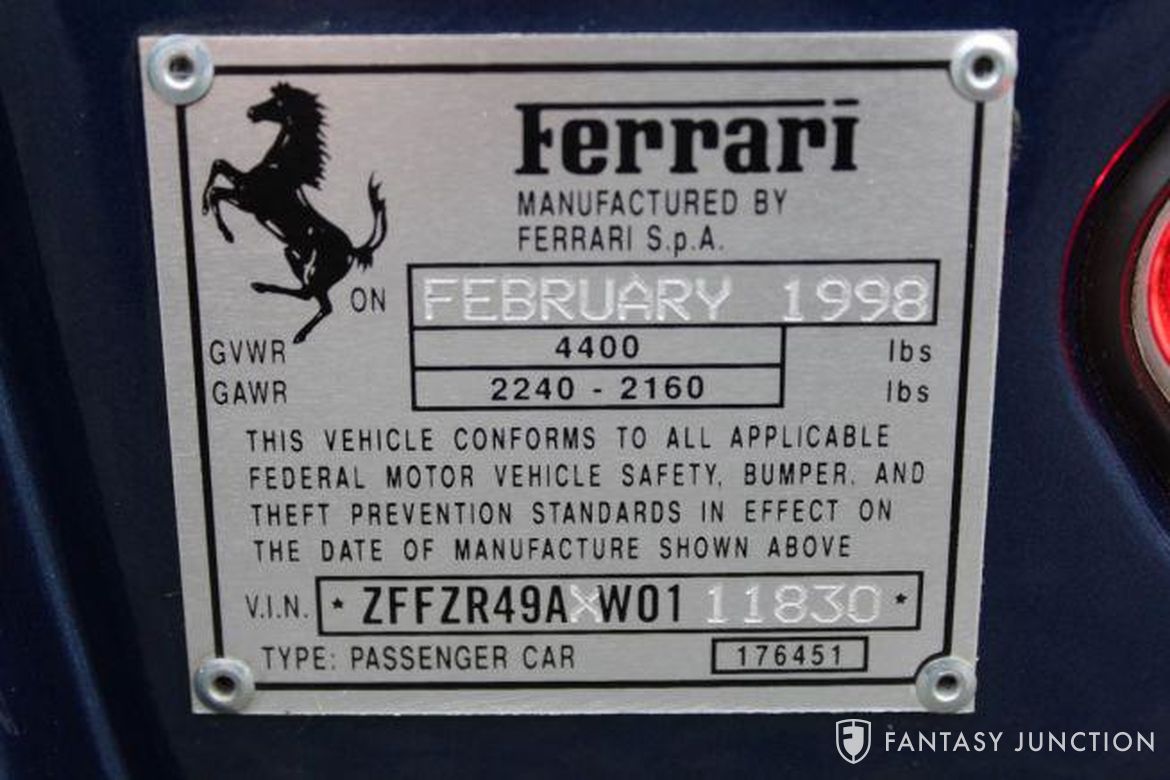 Ferrari
MANUFACTURED BY
FERRARI S.p.A.
ON FEBRUARY 1998
GVWR 4400 lbs
GAWR 2240 - 2160 lbs
THIS VEHICLE CONFORMS TO ALL APPLICABLE
FEDERAL MOTOR VEHICLE SAFETY, BUMPER, AND
THEFT PREVENTION STANDARDS IN EFFECT ON
THE DATE OF MANUFACTURE SHOWN ABOVE
V.I.N. * ZFFZR49AXW01 11830 *
TYPE: PASSENGER CAR 176451
FANTASY JUNCTION